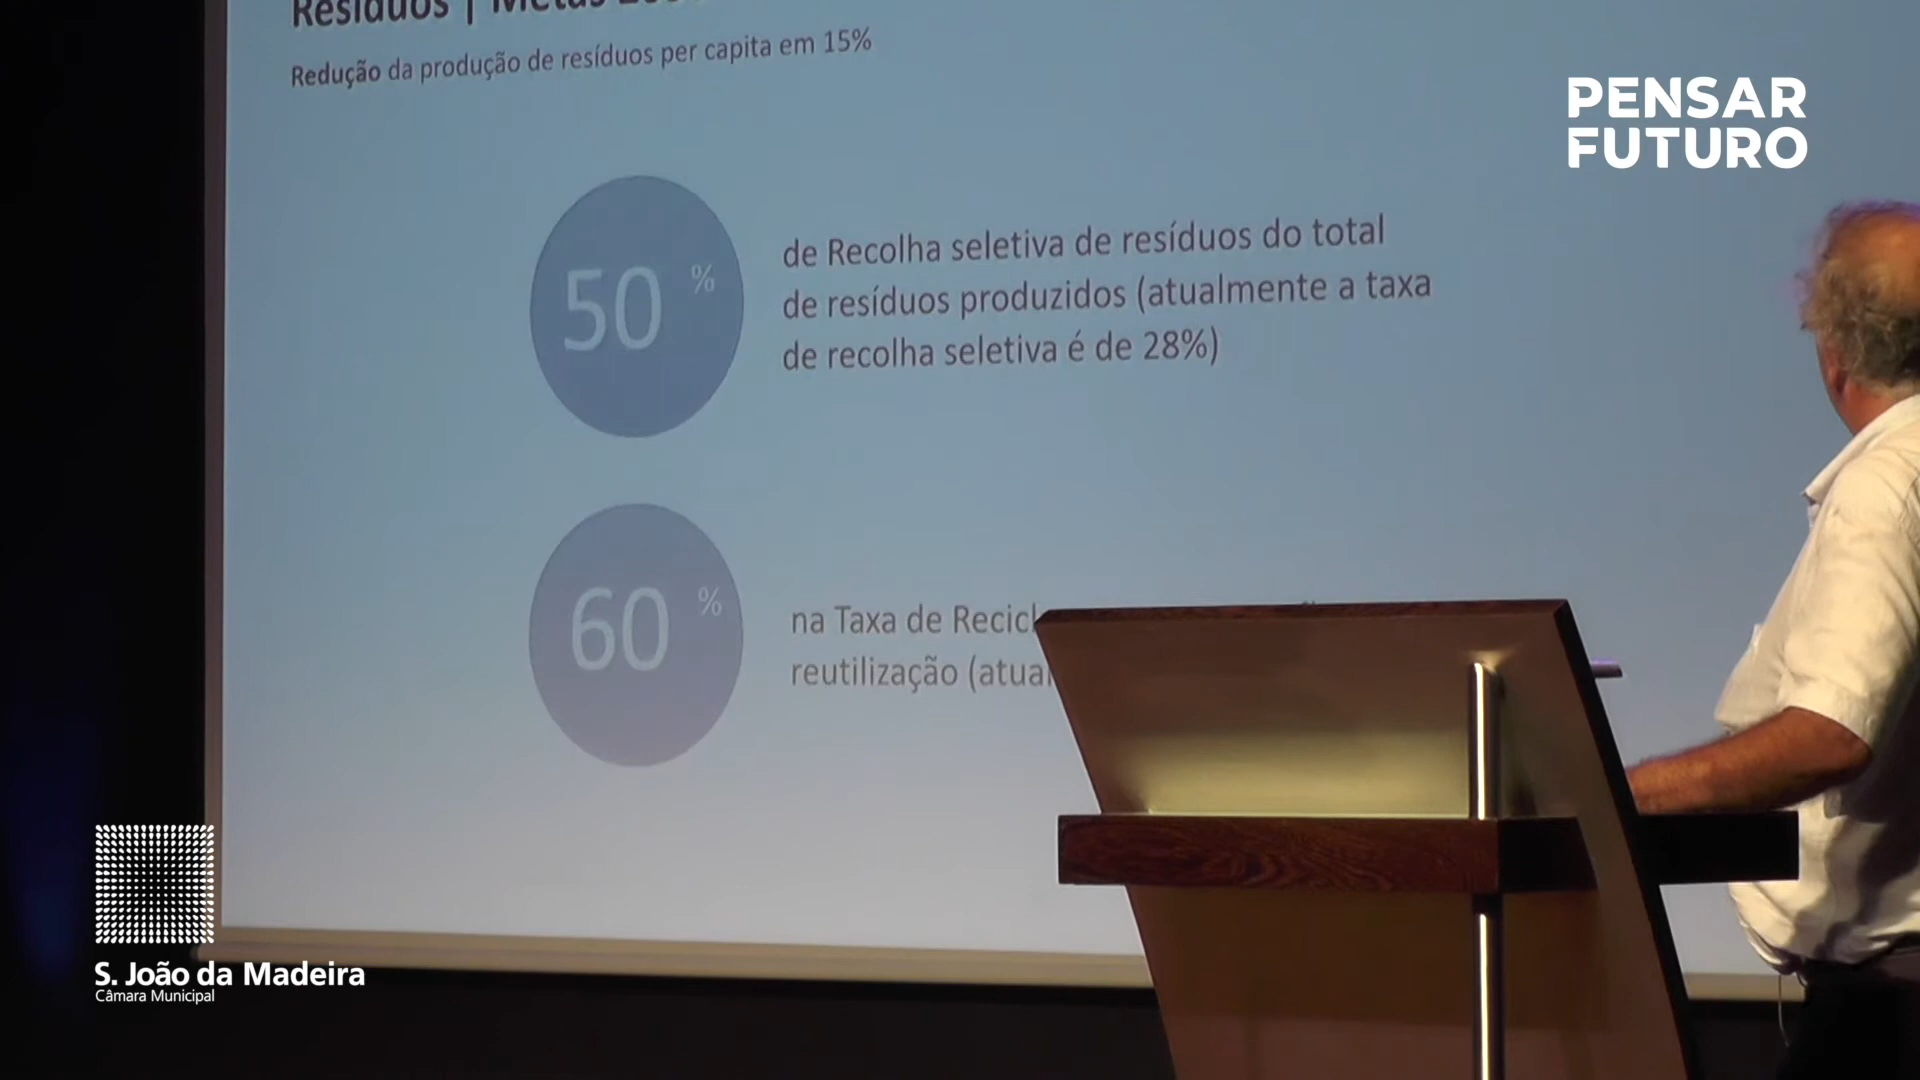 Resíduos | Metas
Redução da produção de resíduos per capita em 15%
PENSAR
FUTURO
50 %
de Recolha seletiva de resíduos do total
de resíduos produzidos (atualmente a taxa
de recolha seletiva é de 28%)
60 %
na Taxa de
reutilização
S. João da Madeira
Câmara Municipal